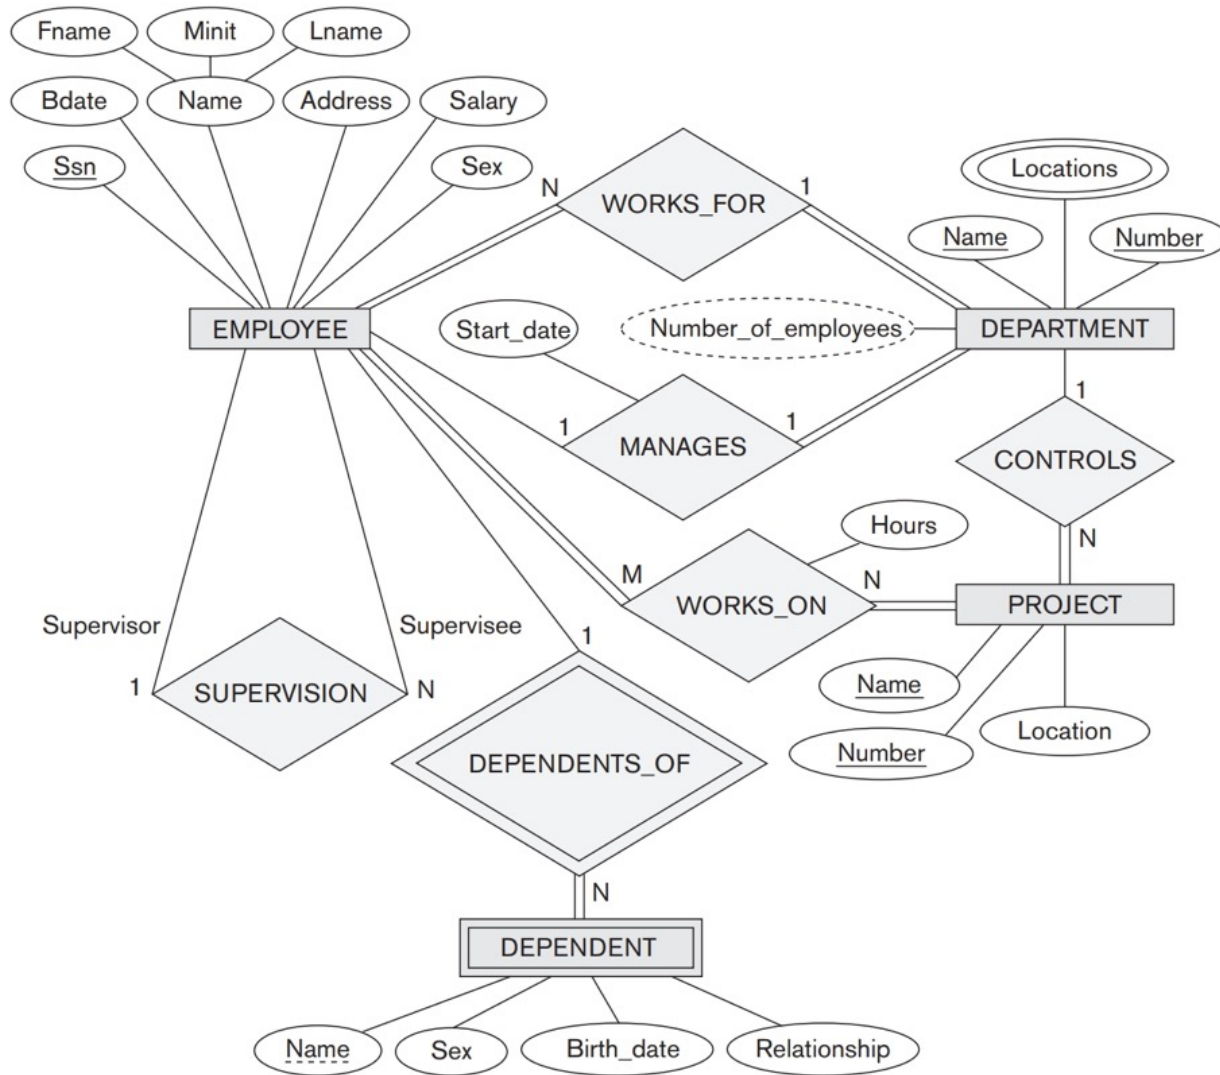 Fname Minit Lname
Bdate Name Address Salary
Ssn Sex
N WORKS_FOR 1
Locations
Name Number
EMPLOYEE
Start_date
Number_of_employees
DEPARTMENT
1 MANAGES 1
1
CONTROLS
N
Hours
M WORKS_ON N
PROJECT
Supervisor Supervisee
1 SUPERVISION N
1
Name
Number
Location
DEPENDENTS_OF
N
DEPENDENT
Name Sex Birth_date Relationship